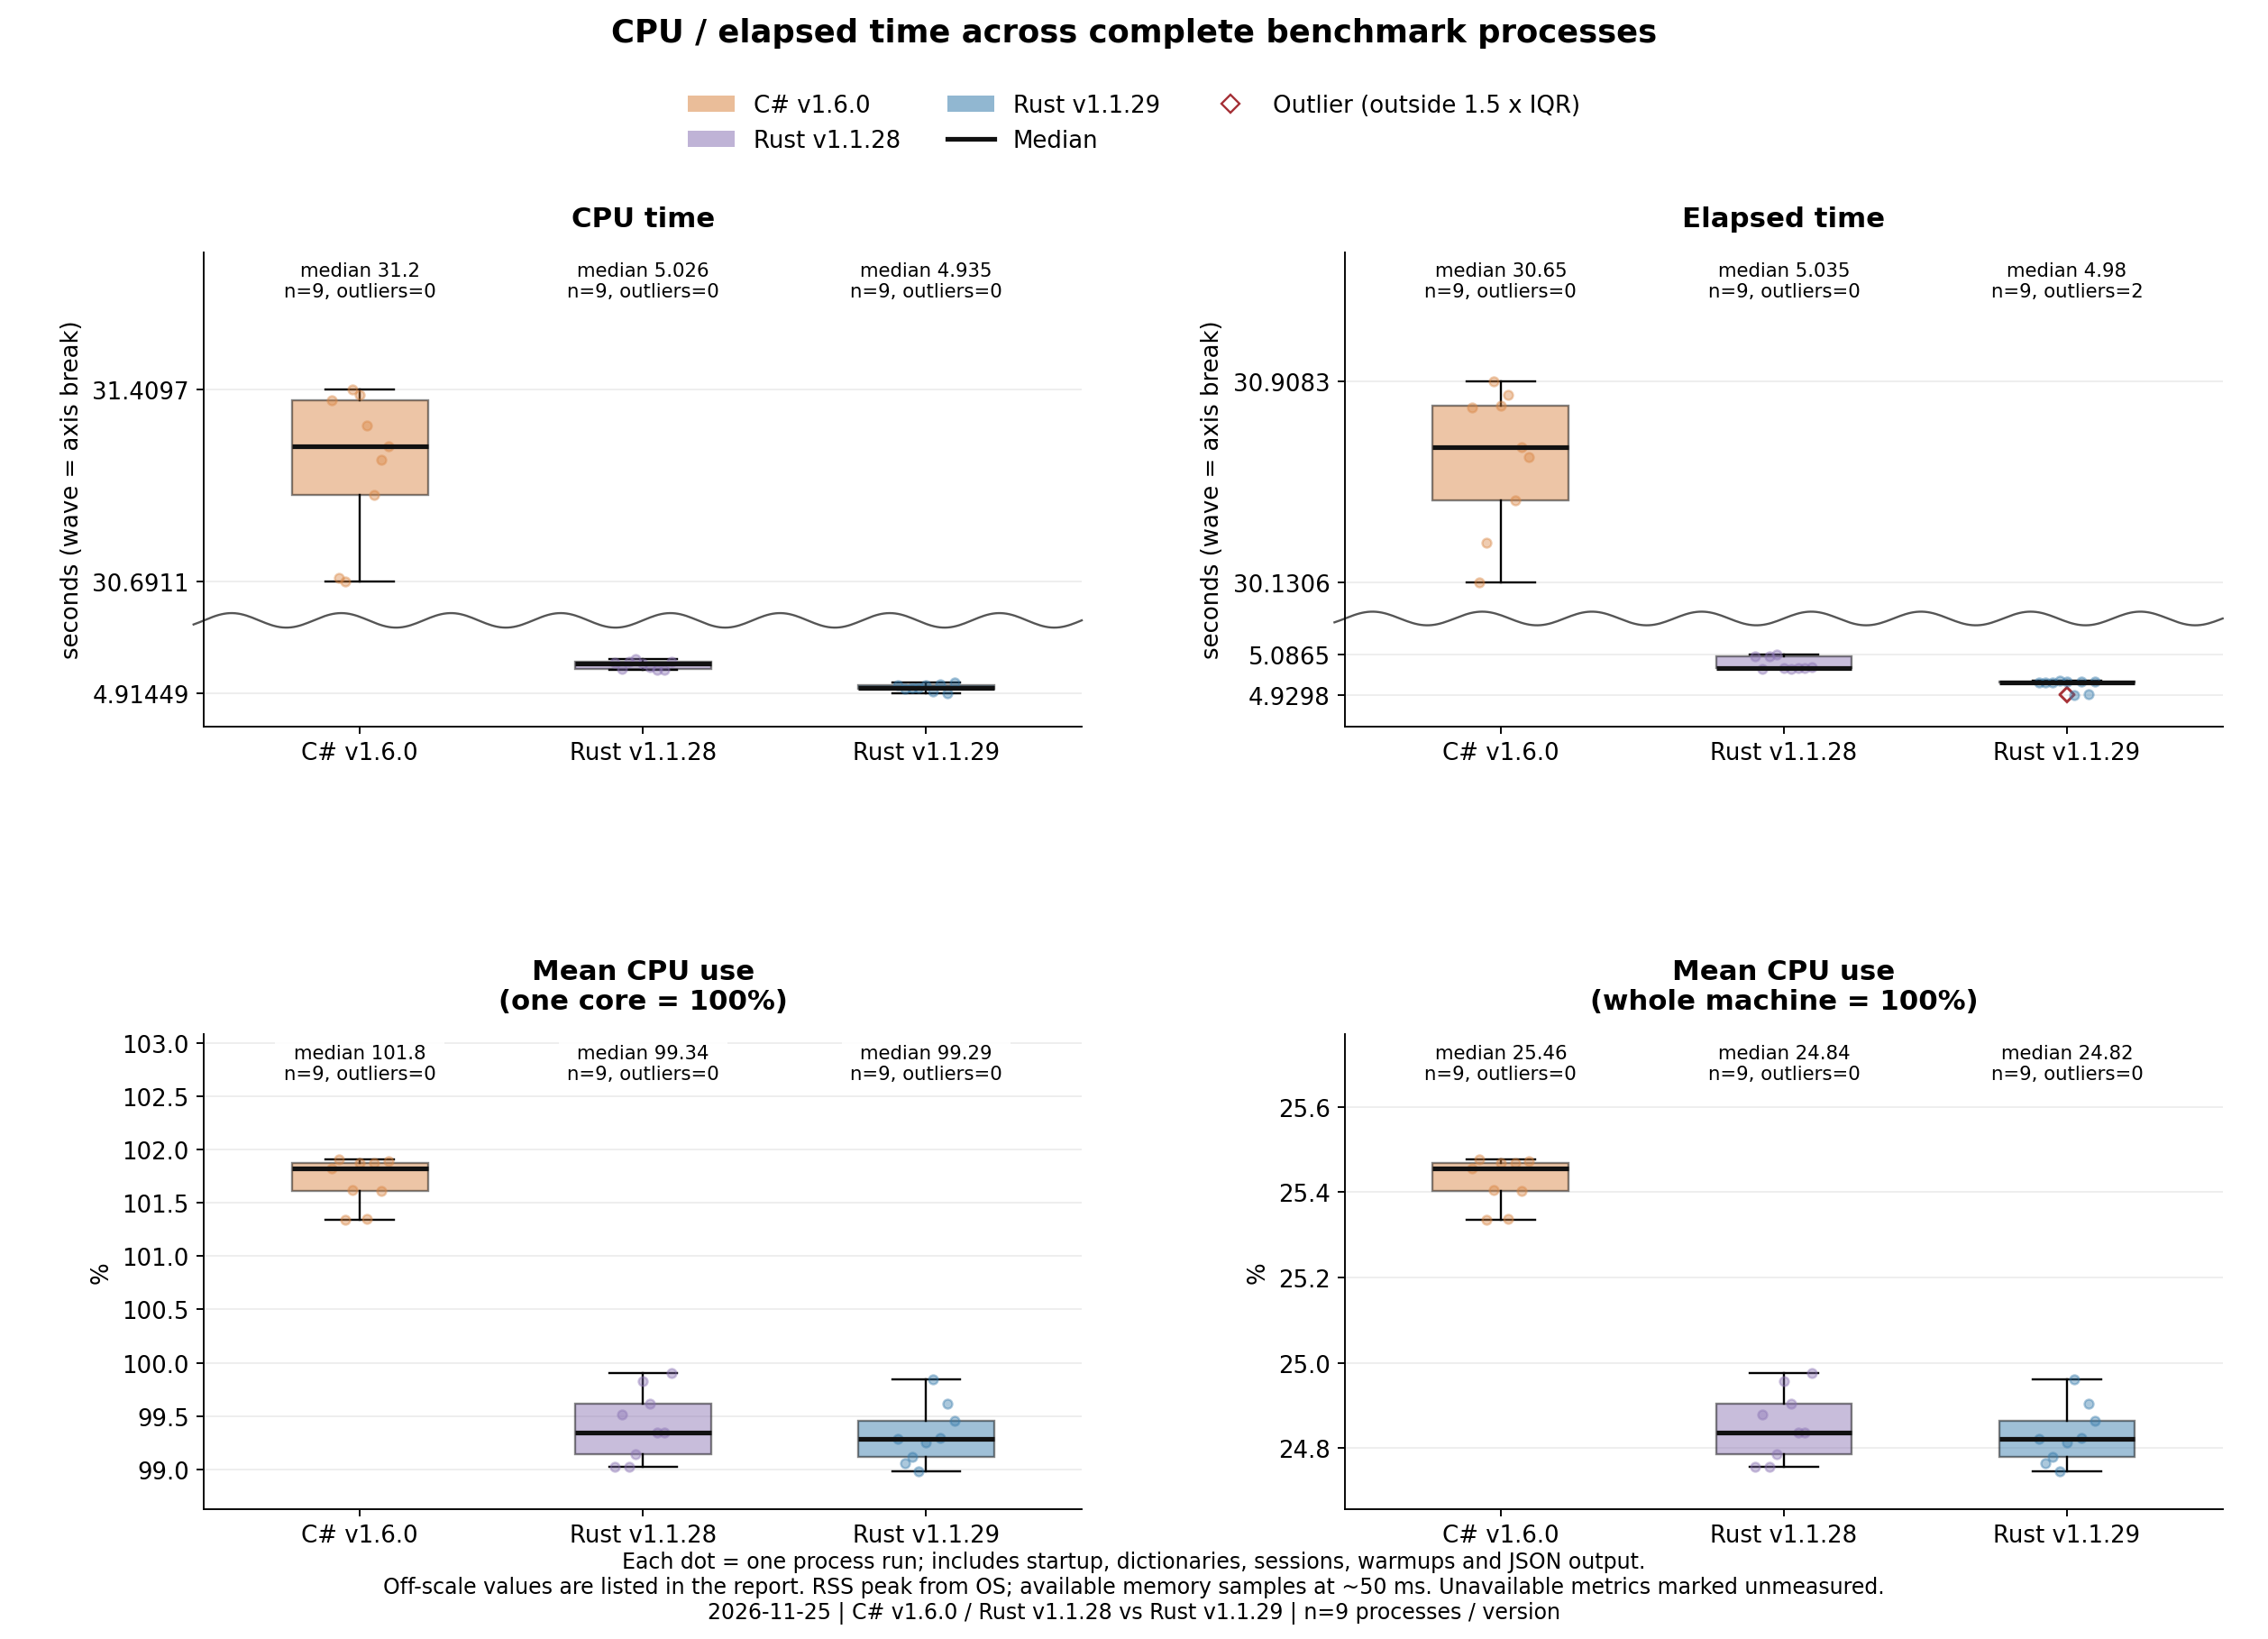 CPU / elapsed time across complete benchmark processes
C# v1.6.0
Rust v1.1.28
Rust v1.1.29
Median
Outlier (outside 1.5 x IQR)
CPU time
seconds (wave = axis break)
median 31.2
n=9, outliers=0
median 5.026
n=9, outliers=0
median 4.935
n=9, outliers=0
31.4097
30.6911
4.91449
C# v1.6.0
Rust v1.1.28
Rust v1.1.29
Elapsed time
seconds (wave = axis break)
median 30.65
n=9, outliers=0
median 5.035
n=9, outliers=0
median 4.98
n=9, outliers=2
30.9083
30.1306
5.0865
4.9298
C# v1.6.0
Rust v1.1.28
Rust v1.1.29
Mean CPU use
(one core = 100%)
%
median 101.8
n=9, outliers=0
median 99.34
n=9, outliers=0
median 99.29
n=9, outliers=0
103.0
102.5
102.0
101.5
101.0
100.5
100.0
99.5
99.0
C# v1.6.0
Rust v1.1.28
Rust v1.1.29
Mean CPU use
(whole machine = 100%)
%
median 25.46
n=9, outliers=0
median 24.84
n=9, outliers=0
median 24.82
n=9, outliers=0
25.6
25.4
25.2
25.0
24.8
C# v1.6.0
Rust v1.1.28
Rust v1.1.29
Each dot = one process run; includes startup, dictionaries, sessions, warmups and JSON output.
Off-scale values are listed in the report. RSS peak from OS; available memory samples at ~50 ms. Unavailable metrics marked unmeasured.
2026-11-25 | C# v1.6.0 / Rust v1.1.28 vs Rust v1.1.29 | n=9 processes / version